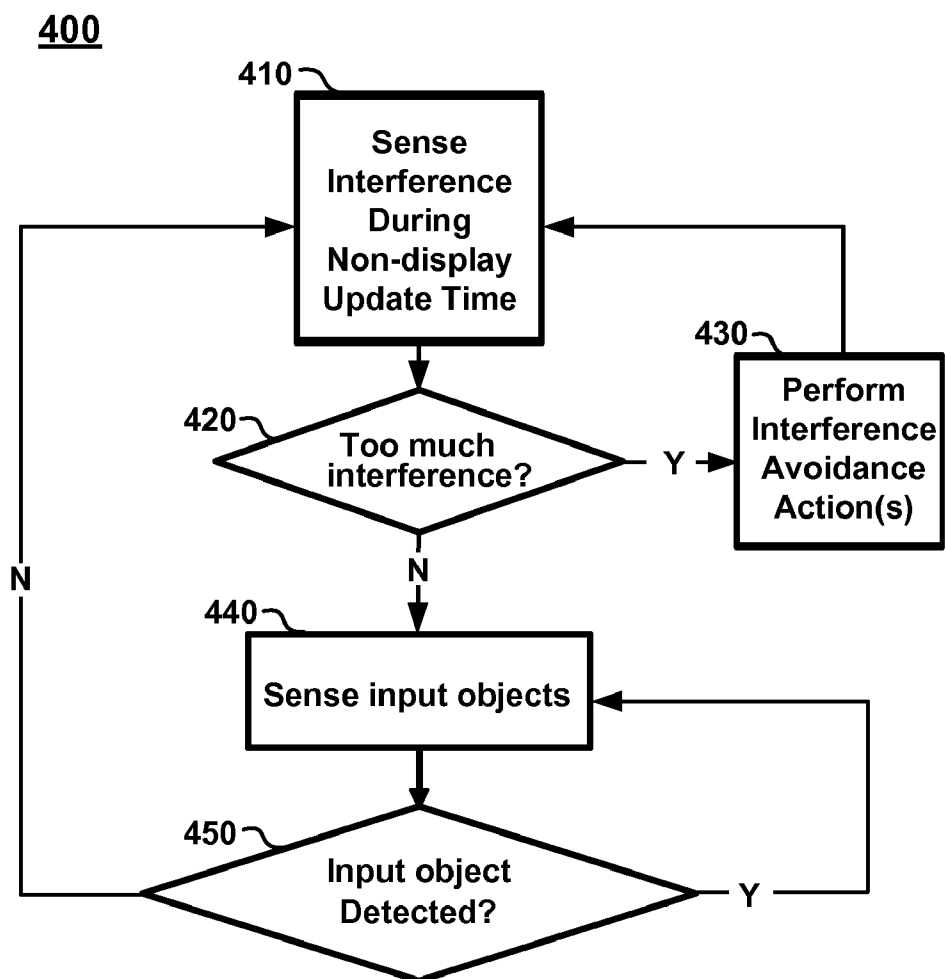 400
410
Sense
Interference
During
Non-display
Update Time
430
Perform
Interference
Avoidance
Action(s)
420
Too much
interference?
Y
N
N
440
Sense input objects
450
Input object
Detected?
Y